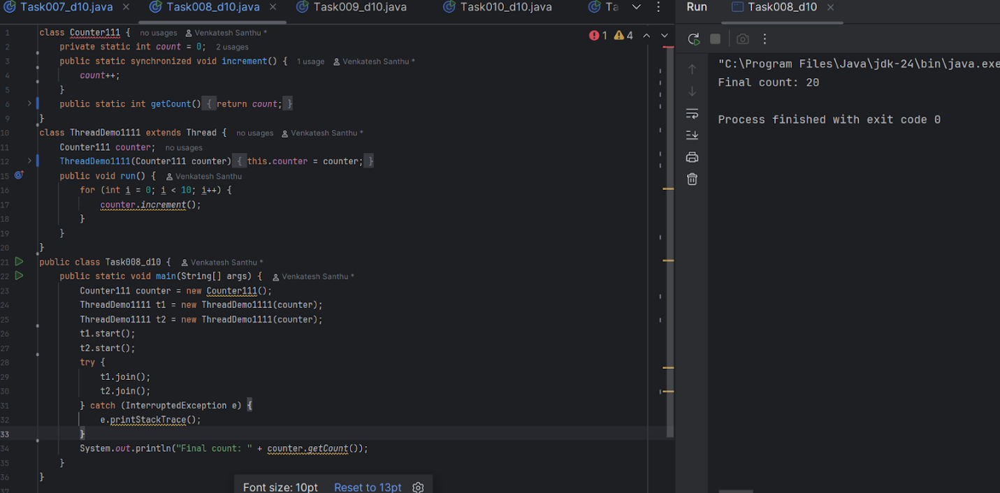 Task007_d10.java × Task008_d10.java × Task009_d10.java Task010_d10.java Ta
Run Task008_d10 ×
1 4
1 class Counter111 { no usages Venkatesh Santhu *
2 private static int count = 0; 2 usages
3 public static synchronized void increment() { 1 usage Venkatesh Santhu *
4 count++;
5 }
6 public static int getCount() { return count; }
9 }
10 class ThreadDemo1111 extends Thread { no usages Venkatesh Santhu *
11 Counter111 counter; no usages
12 ThreadDemo1111(Counter111 counter) { this.counter = counter; }
15 public void run() { Venkatesh Santhu
16 for (int i = 0; i < 10; i++) {
17 counter.increment();
18 }
19 }
20 }
21 public class Task008_d10 { Venkatesh Santhu *
22 public static void main(String[] args) { Venkatesh Santhu *
23 Counter111 counter = new Counter111();
24 ThreadDemo1111 t1 = new ThreadDemo1111(counter);
25 ThreadDemo1111 t2 = new ThreadDemo1111(counter);
26 t1.start();
27 t2.start();
28 try {
29 t1.join();
30 t2.join();
31 } catch (InterruptedException e) {
32 e.printStackTrace();
33 }
34 System.out.println("Final count: " + counter.getCount());
35 }
36 }
37
Font size: 10pt Reset to 13pt
"C:\Program Files\Java\jdk-24\bin\java.exe
Final count: 20
Process finished with exit code 0